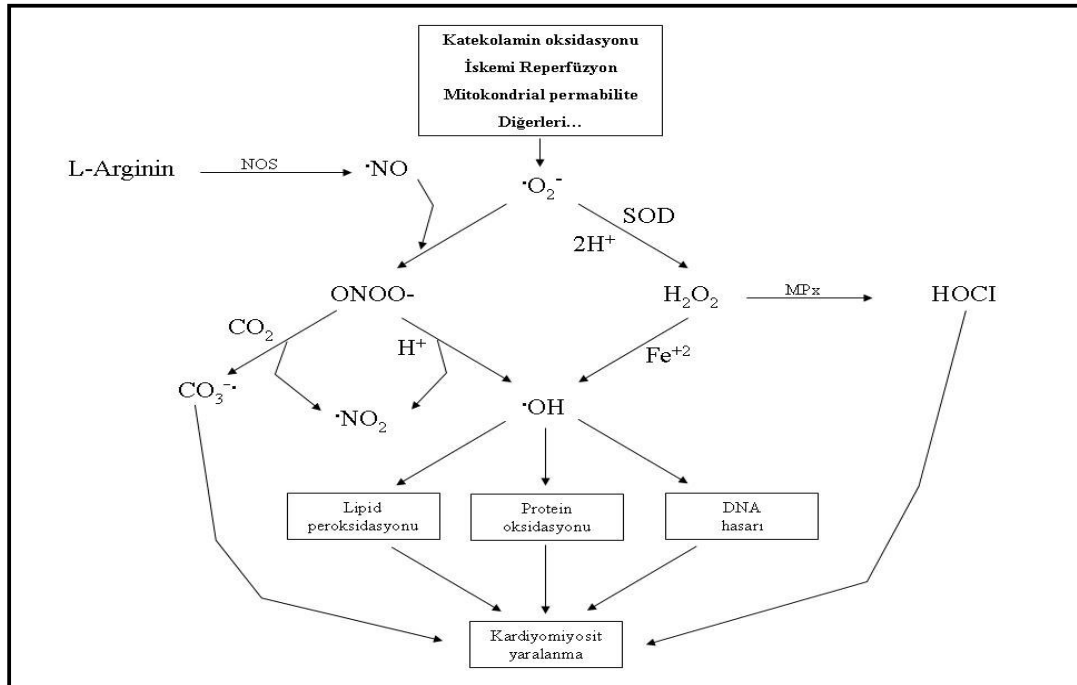 Katekolamin oksidasyonu
İskemi Reperfüzyon
Mitokondrial permabilite
Diğerleri…
L-Arginin
NOS
·NO
·O₂⁻
SOD
2H⁺
ONOO-
H₂O₂
MPx
HOCI
CO₂
H⁺
Fe⁺²
CO₃⁻·
·NO₂
·OH
Lipid
peroksidasyonu
Protein
oksidasyonu
DNA
hasarı
Kardiyomiyosit
yaralanma